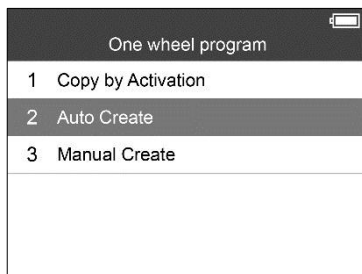 One wheel program
1 Copy by Activation
2 Auto Create
3 Manual Create